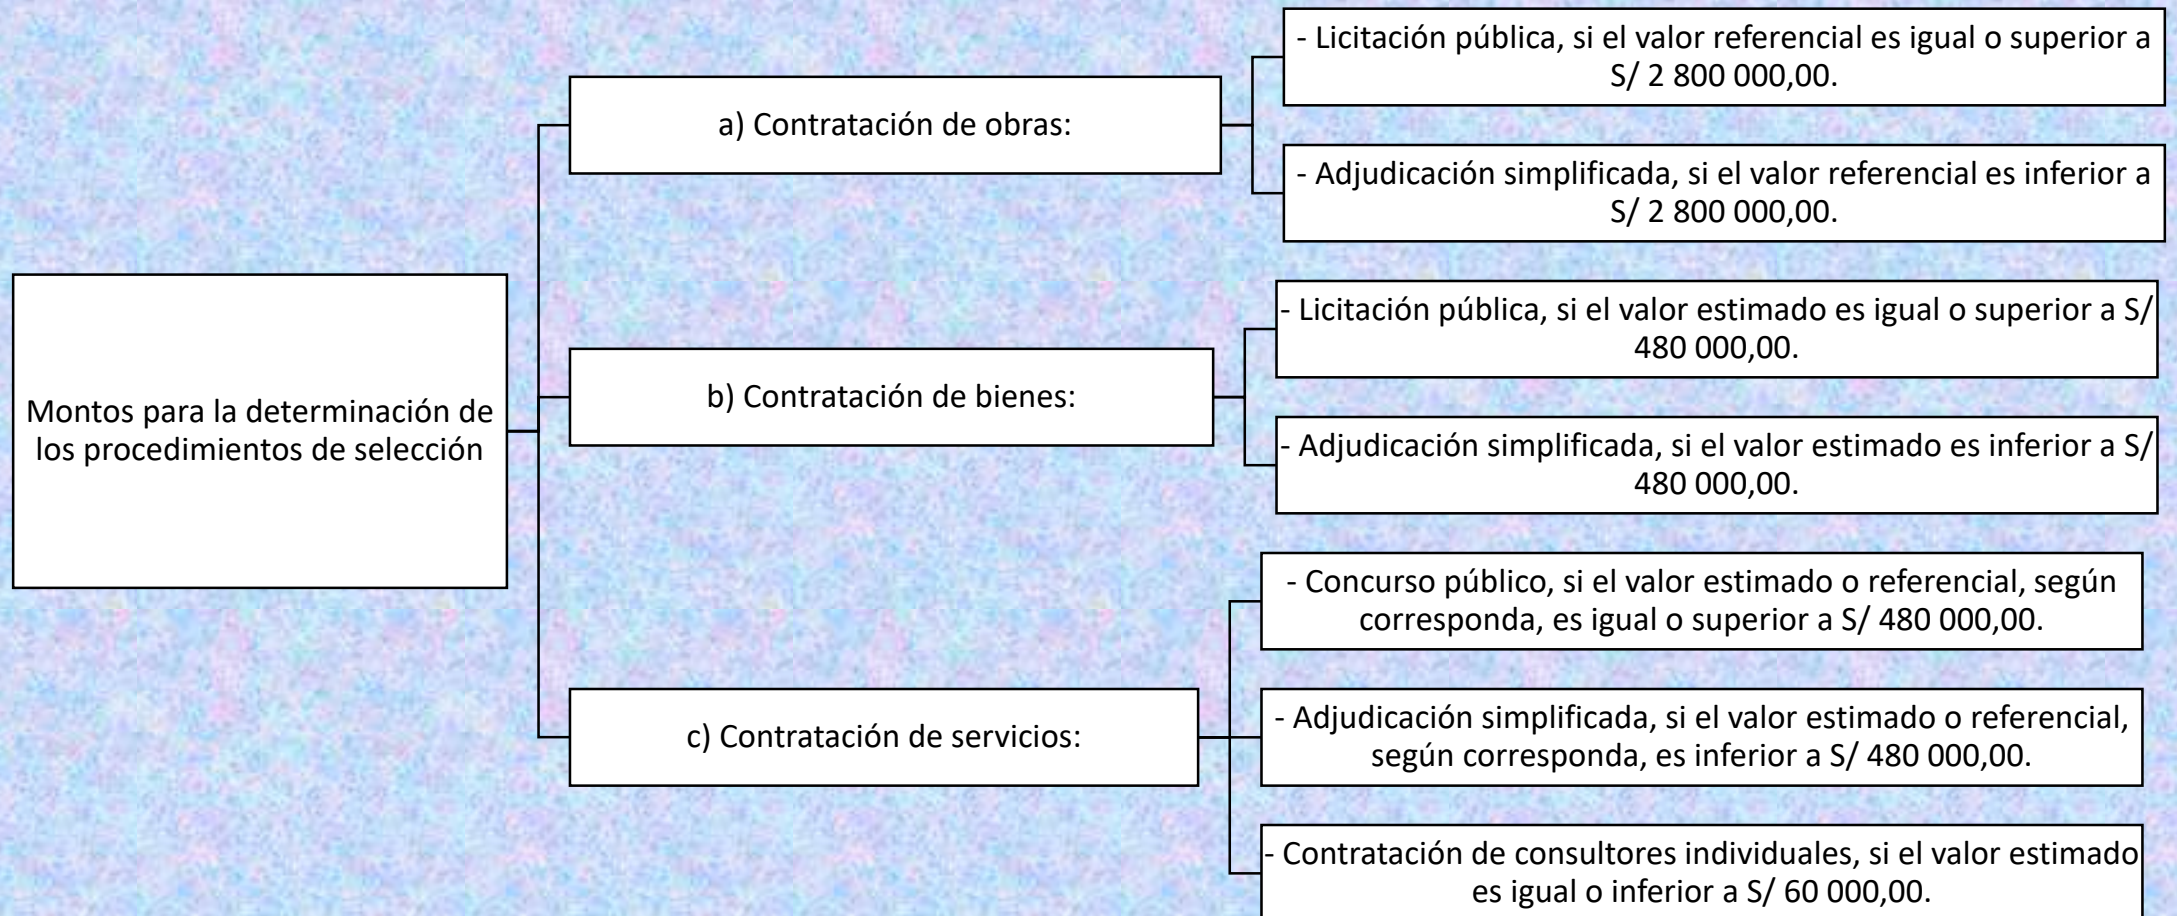 Montos para la determinación de
los procedimientos de selección
a) Contratación de obras:
- Licitación pública, si el valor referencial es igual o superior a
S/ 2 800 000,00.
- Adjudicación simplificada, si el valor referencial es inferior a
S/ 2 800 000,00.
b) Contratación de bienes:
- Licitación pública, si el valor estimado es igual o superior a S/
480 000,00.
- Adjudicación simplificada, si el valor estimado es inferior a S/
480 000,00.
c) Contratación de servicios:
- Concurso público, si el valor estimado o referencial, según
corresponda, es igual o superior a S/ 480 000,00.
- Adjudicación simplificada, si el valor estimado o referencial,
según corresponda, es inferior a S/ 480 000,00.
- Contratación de consultores individuales, si el valor estimado
es igual o inferior a S/ 60 000,00.